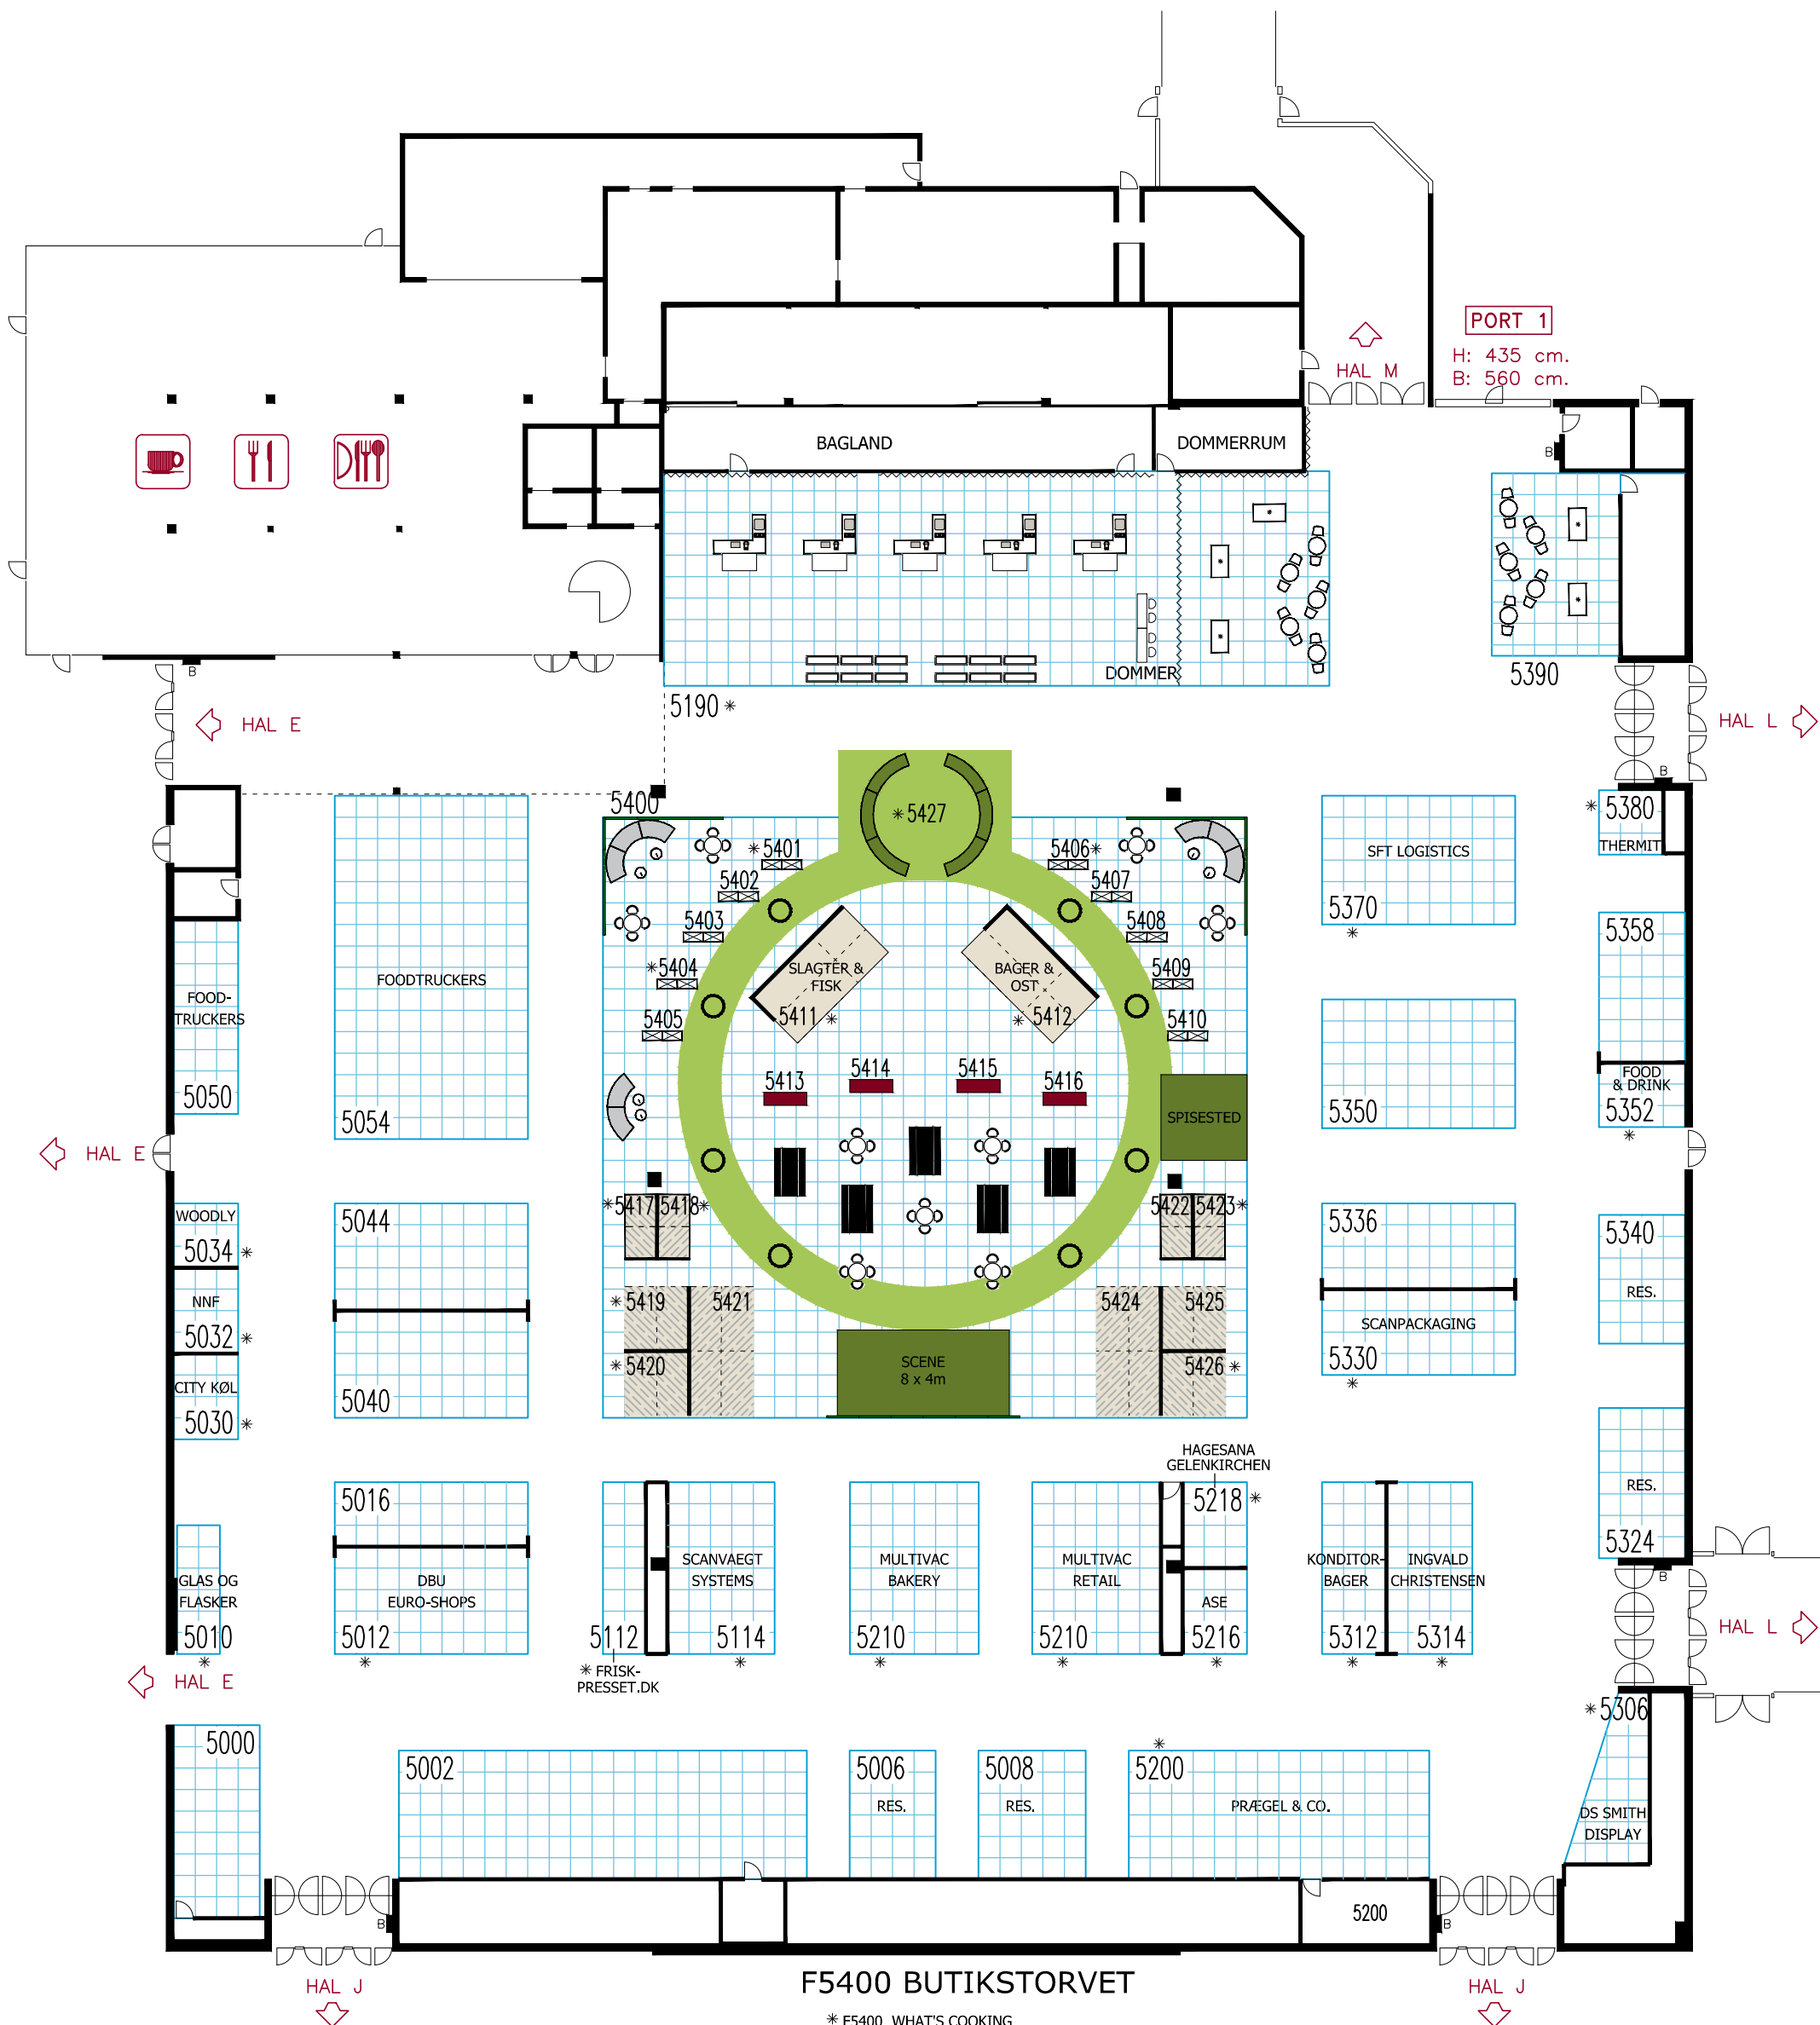 PORT 1
H: 435 cm.
B: 560 cm.
HAL M
BAGLAND
DOMMERRUM
B
DOMMER
5390
5190 *
B
HAL E
HAL L
B
5400
* 5427
* 5401
5406 *
5402
5407
5403
5408
* 5404
5409
5405
5410
SLAGTER &
FISK
5411 *
BAGER &
OST
* 5412
5413
5414
5415
5416
SPISESTED
* 5417
5418 *
5422
5423 *
* 5419
5421
5424
5425
* 5420
5426 *
SCENE
8 x 4m
SFT LOGISTICS
5370
*
* 5380
THERMIT
5358
FOOD
& DRINK
5352
*
5350
5336
SCANPACKAGING
5330
*
5340
RES.
RES.
5324
FOODTRUCKERS
5054
FOOD-
TRUCKERS
5050
HAL E
WOODLY
5034 *
NNF
5032 *
CITY KØL
5030 *
5044
5040
5016
DBU
EURO-SHOPS
5012
*
GLAS OG
FLASKER
5010
*
HAL E
5112
* FRISK-
PRESSET.DK
SCANVAEGT
SYSTEMS
5114
*
MULTIVAC
BAKERY
5210
*
MULTIVAC
RETAIL
5210
*
HAGESANA
GELENKIRCHEN
5218 *
ASE
5216
*
KONDITOR-
BAGER
5312
*
INGVALD
CHRISTENSEN
5314
*
B
HAL L
* 5306
DS SMITH
DISPLAY
5000
5002
5006
RES.
5008
RES.
*
5200
PRÆGEL & CO.
5200
B
B
HAL J
HAL J
F5400 BUTIKSTORVET
* F5400 WHAT'S COOKING